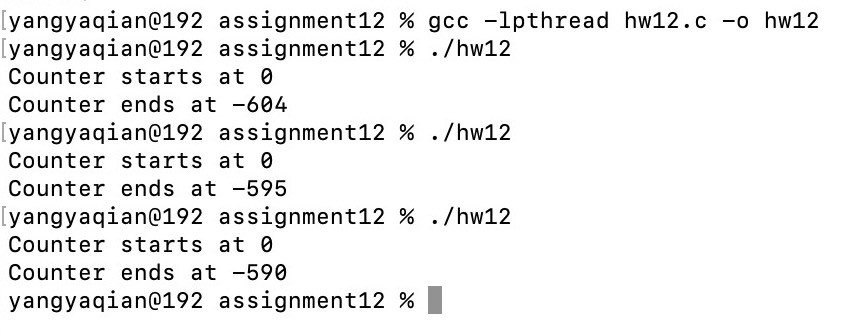 [yangyaqian@192 assignment12 % gcc -lpthread hw12.c -o hw12
[yangyaqian@192 assignment12 % ./hw12
Counter starts at 0
Counter ends at -604
[yangyaqian@192 assignment12 % ./hw12
Counter starts at 0
Counter ends at -595
[yangyaqian@192 assignment12 % ./hw12
Counter starts at 0
Counter ends at -590
yangyaqian@192 assignment12 %